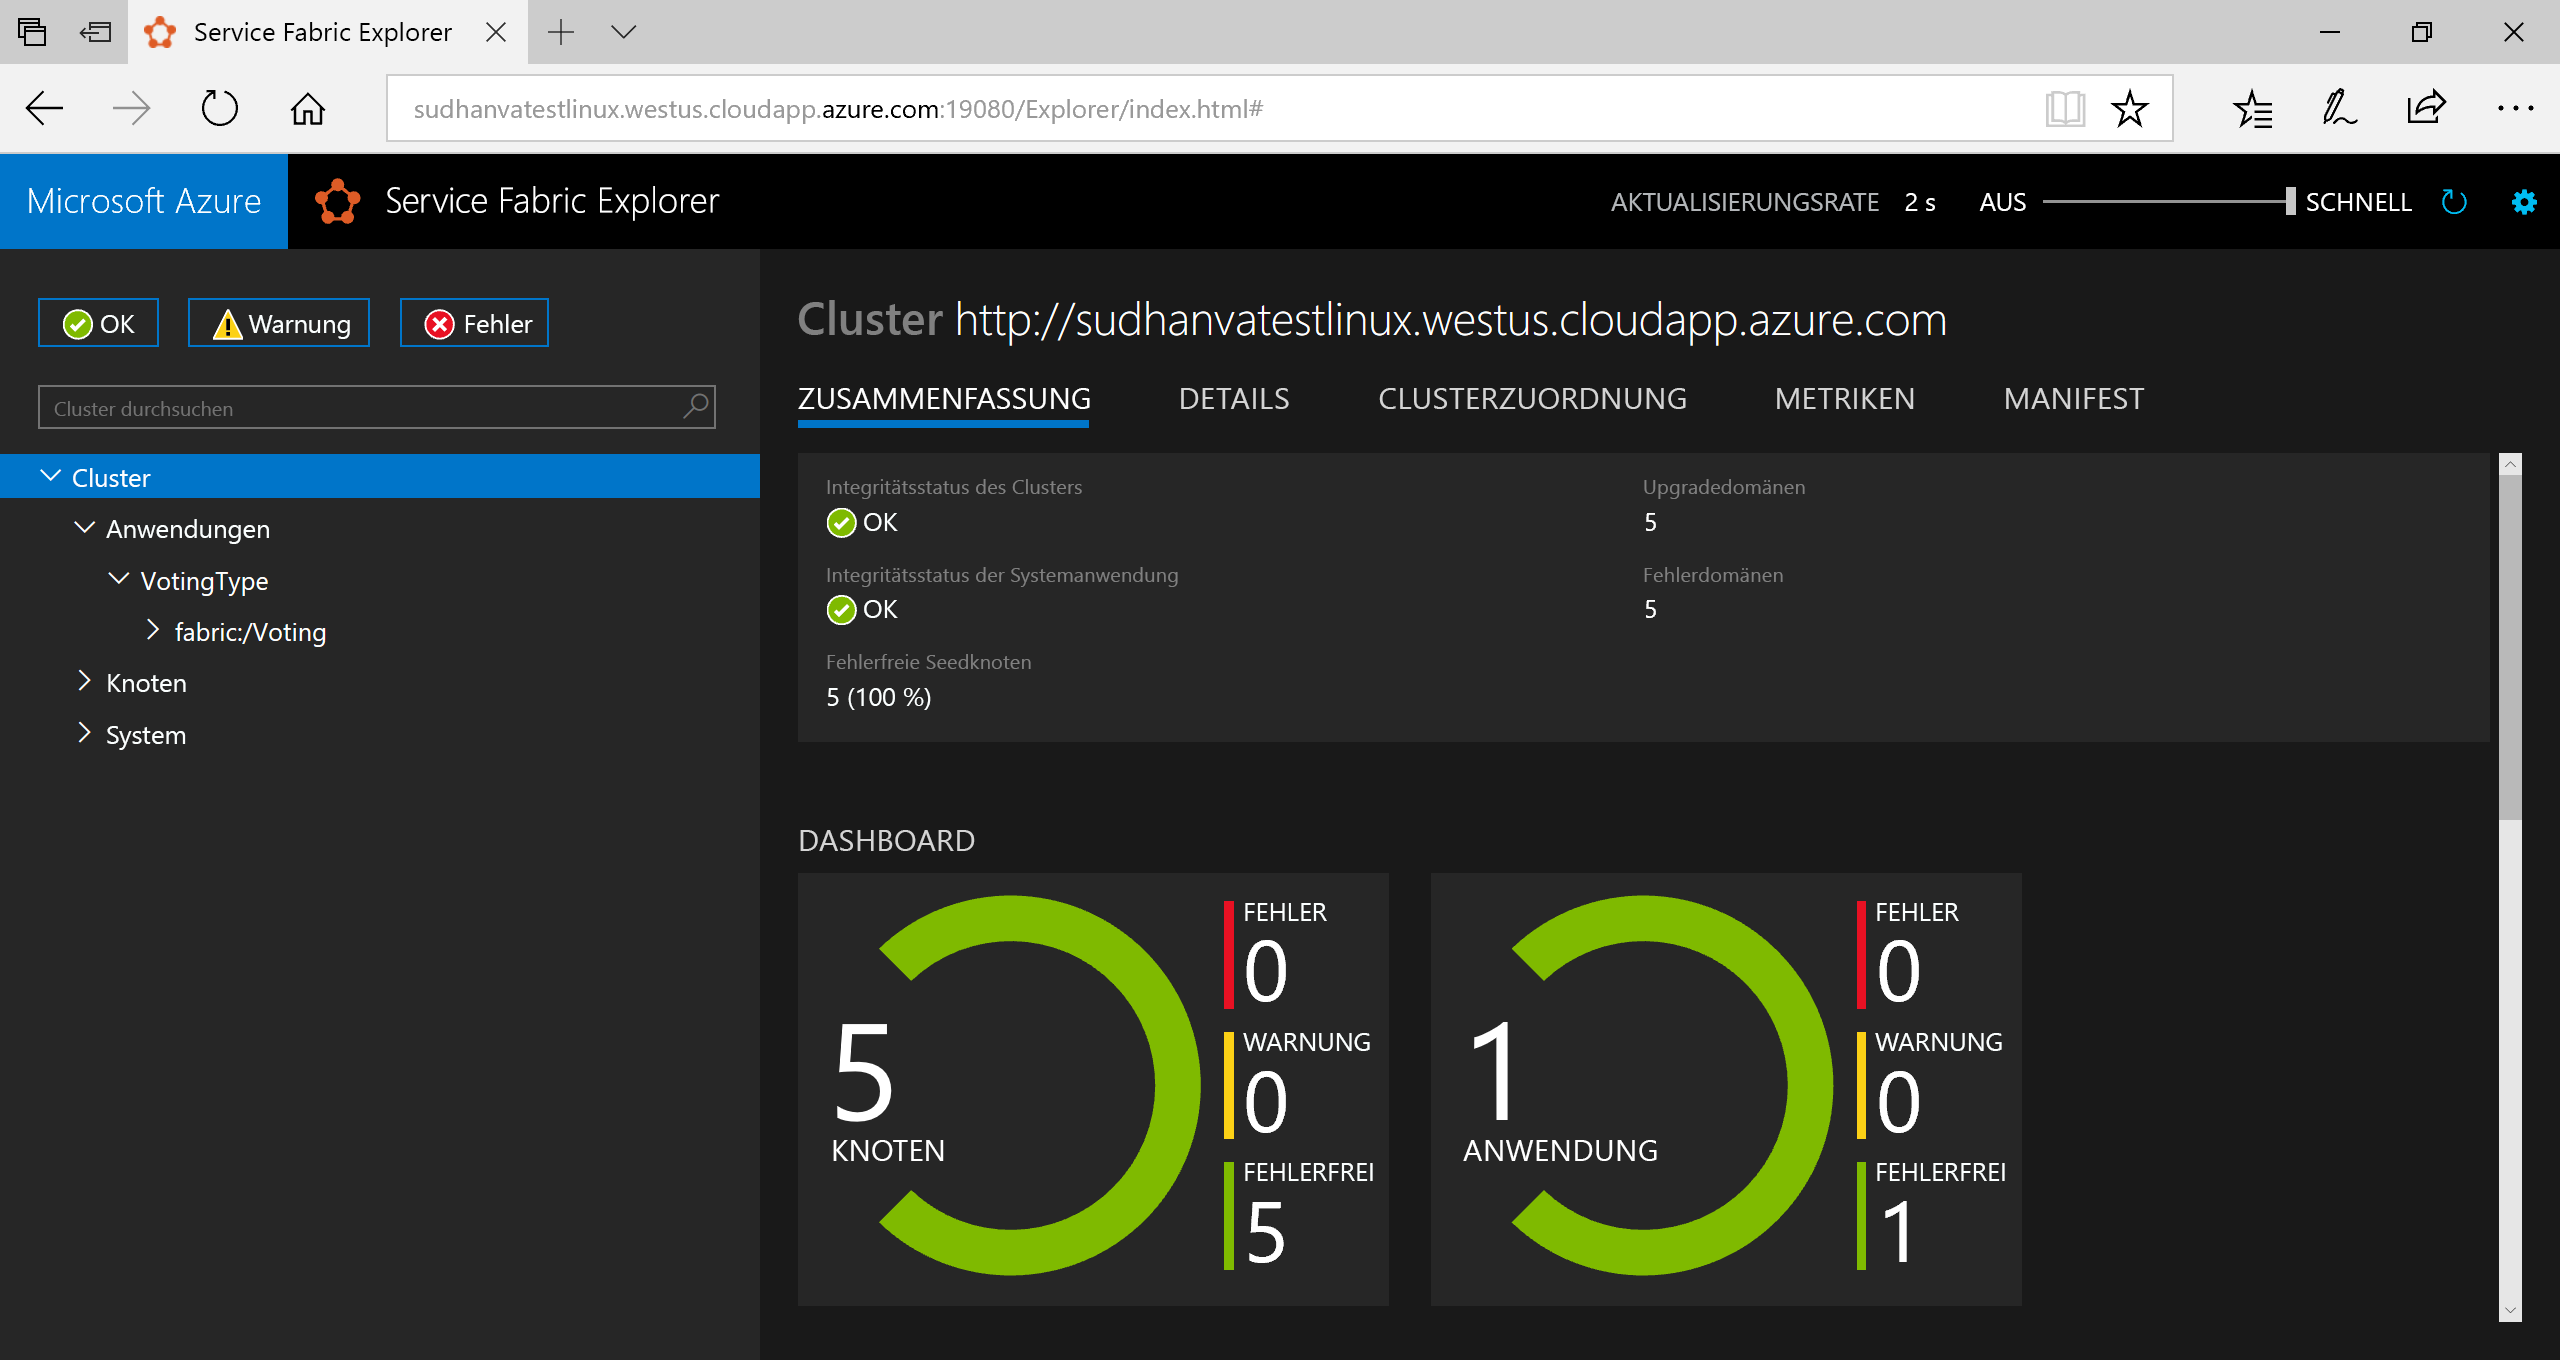 Service Fabric Explorer
sudhanvatestlinux.westus.cloudapp.azure.com:19080/Explorer/index.html#
Microsoft Azure
Service Fabric Explorer
AKTUALISIERUNGSRATE 2 s AUS SCHNELL
OK Warnung Fehler
Cluster durchsuchen
Cluster
Anwendungen
VotingType
fabric:/Voting
Knoten
System
Cluster http://sudhanvatestlinux.westus.cloudapp.azure.com
ZUSAMMENFASSUNG DETAILS CLUSTERZUORDNUNG METRIKEN MANIFEST
Integritätsstatus des Clusters
OK
Upgradedomänen
5
Integritätsstatus der Systemanwendung
OK
Fehlerdomänen
5
Fehlerfreie Seedknoten
5 (100 %)
DASHBOARD
5
KNOTEN
FEHLER
0
WARNUNG
0
FEHLERFREI
5
1
ANWENDUNG
FEHLER
0
WARNUNG
0
FEHLERFREI
1